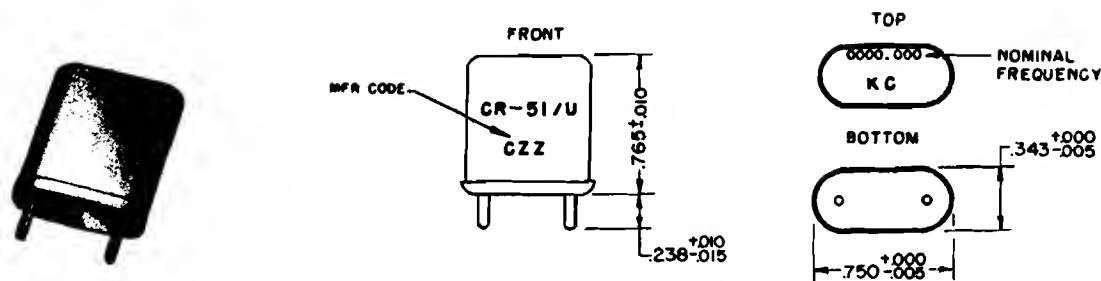 FRONT
MFR CODE
CR-51/U
CZZ
.765±.010
.238 +.010 -.015
TOP
0000.000
KC
NOMINAL
FREQUENCY
BOTTOM
.343 +.000 -.005
.750 +.000 -.005